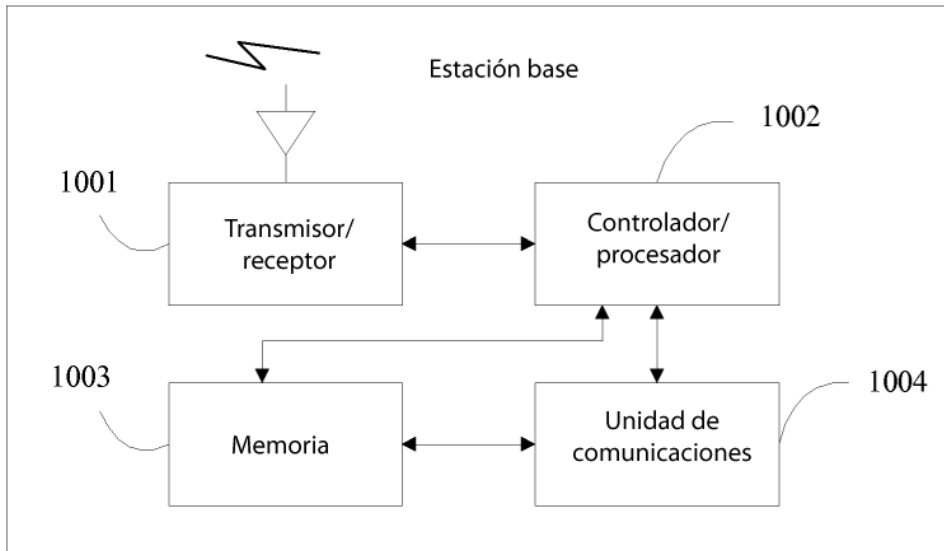 Estación base
1002
1001
Transmisor/
receptor
Controlador/
procesador
1003
1004
Memoria
Unidad de
comunicaciones